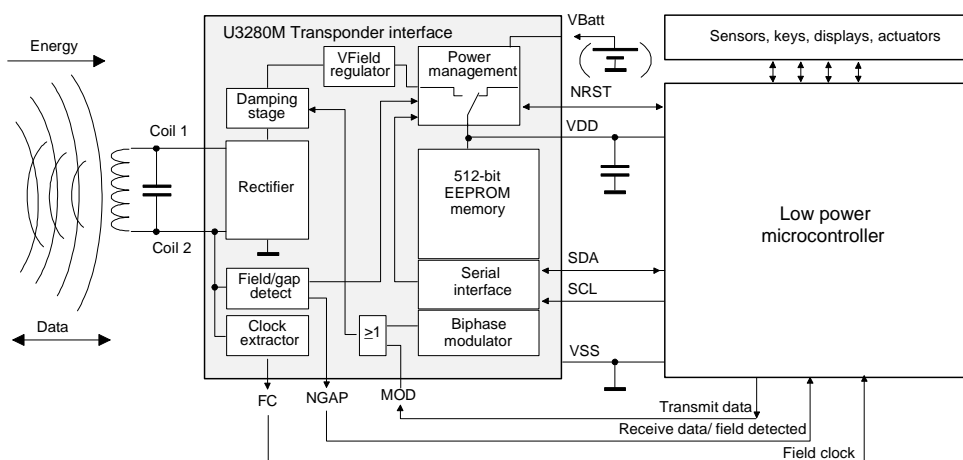 Energy
U3280M Transponder interface
VBatt
Sensors, keys, displays, actuators
VField
regulator
Power
management
NRST
Damping
stage
Coil 1
VDD
Rectifier
512-bit
EEPROM
memory
Low power
microcontroller
Coil 2
SDA
Field/gap
detect
Serial
interface
SCL
Data
Clock
extractor
≥1
Biphase
modulator
VSS
FC
NGAP
MOD
Transmit data
Receive data/ field detected
Field clock